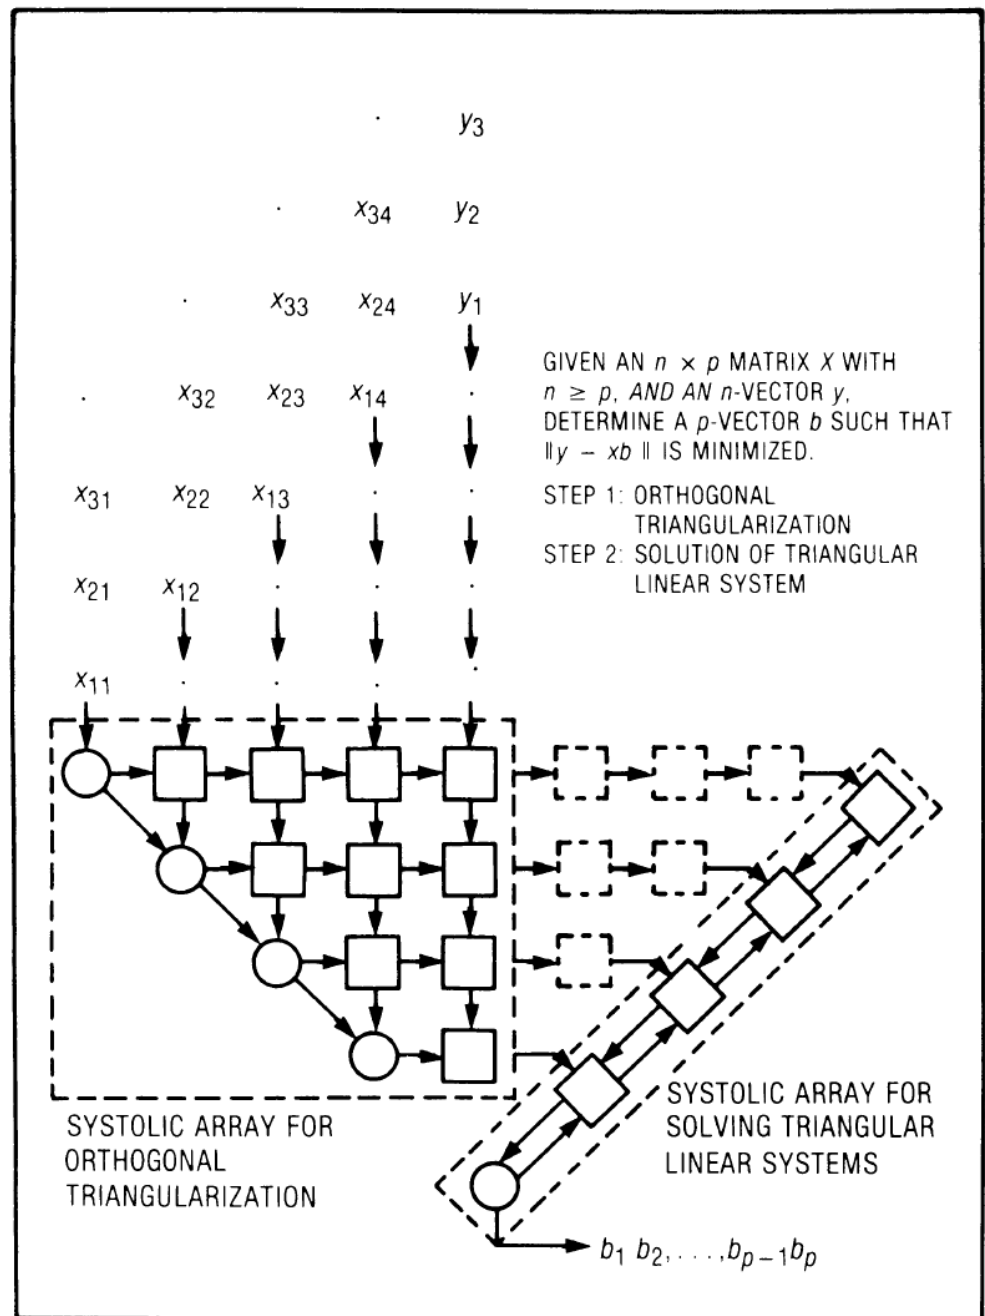 y3
x34 y2
x33 x24 y1
x32 x23 x14
x31 x22 x13
x21 x12
x11
GIVEN AN n × p MATRIX X WITH
n ≥ p, AND AN n-VECTOR y,
DETERMINE A p-VECTOR b SUCH THAT
||y − xb || IS MINIMIZED.
STEP 1: ORTHOGONAL
TRIANGULARIZATION
STEP 2: SOLUTION OF TRIANGULAR
LINEAR SYSTEM
SYSTOLIC ARRAY FOR
ORTHOGONAL
TRIANGULARIZATION
SYSTOLIC ARRAY FOR
SOLVING TRIANGULAR
LINEAR SYSTEMS
b1 b2,...,bp−1bp